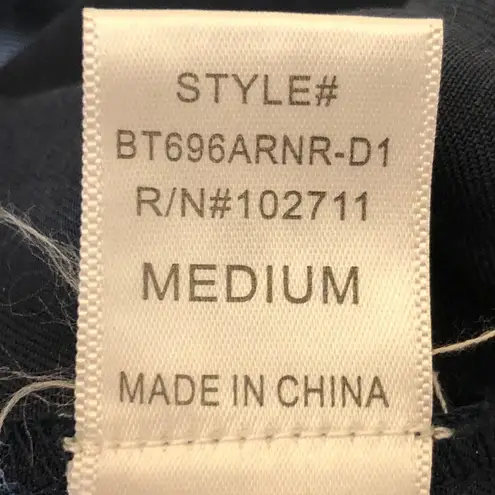 STYLE#
BT696ARNR-D1
R/N#102711
MEDIUM
MADE IN CHINA